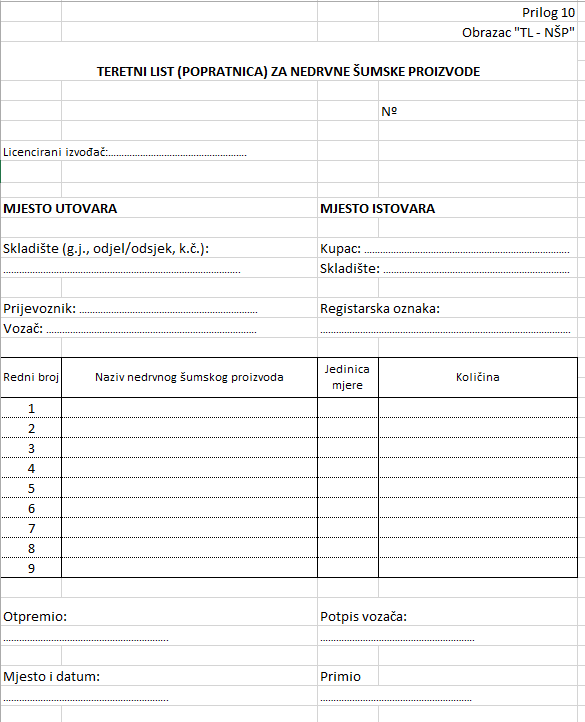 Prilog 10
Obrazac "TL - NŠP"
TERETNI LIST (POPRATNICA) ZA NEDRVNE ŠUMSKE PROIZVODE
Nº
Licencirani izvođač:................................................
MJESTO UTOVARA MJESTO ISTOVARA
Skladište (g.j., odjel/odsjek, k.č.): Kupac: ................................................................
................................................................ Skladište: ................................................................
Prijevoznik: ................................................................ Registarska oznaka:
Vozač: ................................................................ ................................................................
Redni broj Naziv nedrvnog šumskog proizvoda Jedinica mjere Količina
1
2
3
4
5
6
7
8
9
Otpremio: Potpis vozača:
................................................ ................................................
Mjesto i datum: Primio
................................................ ................................................